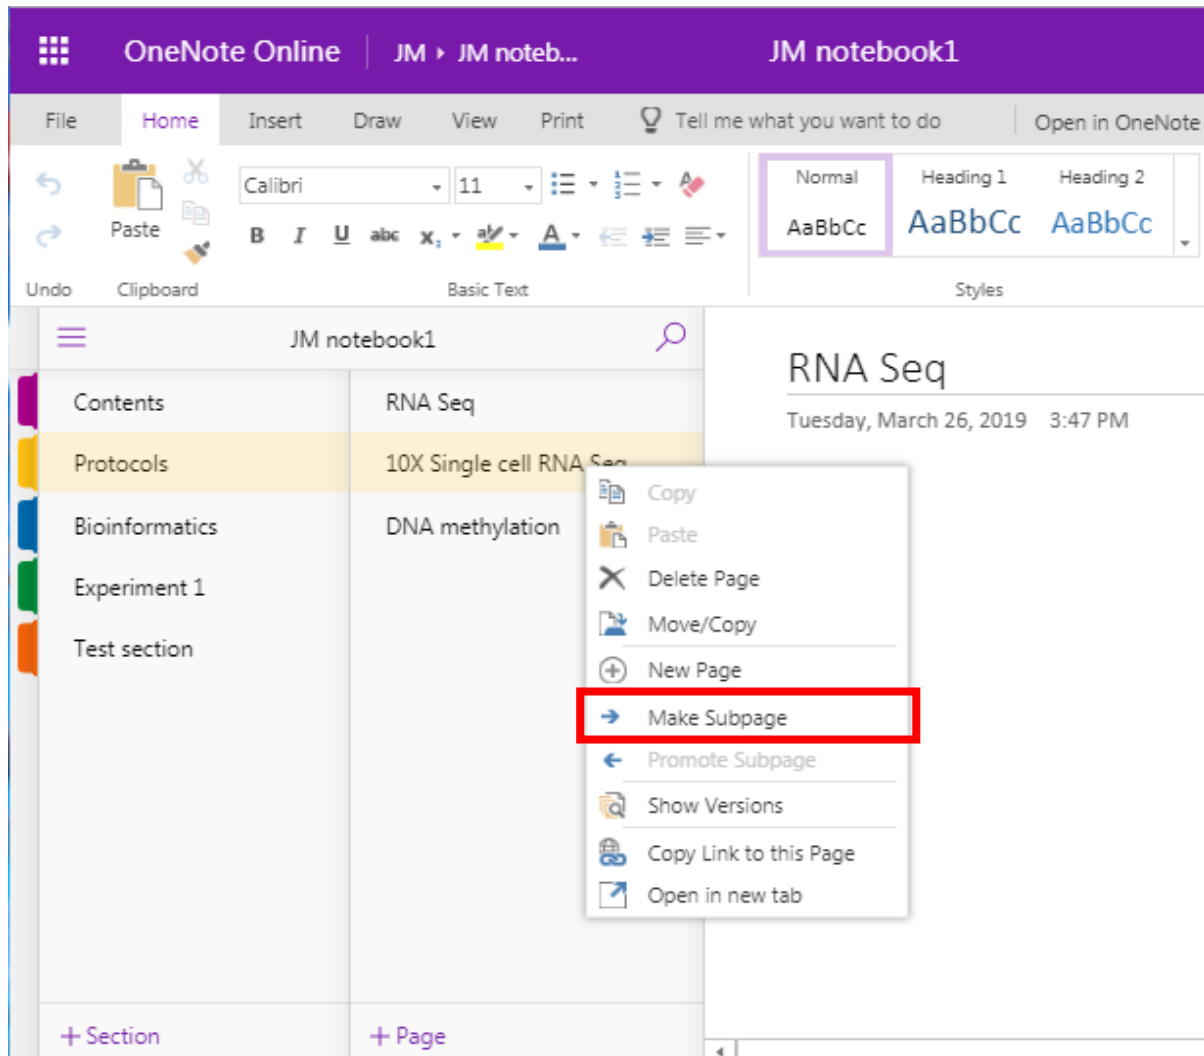 OneNote Online JM ▸ JM noteb... JM notebook1
File Home Insert Draw View Print Tell me what you want to do Open in OneNote
Calibri 11 Normal Heading 1 Heading 2
Paste B I U abc x₂ A AaBbCc AaBbCc AaBbCc
Undo Clipboard Basic Text Styles
JM notebook1
RNA Seq
Tuesday, March 26, 2019 3:47 PM
Contents
Protocols
Bioinformatics
Experiment 1
Test section
RNA Seq
10X Single cell RNA Seq
DNA methylation
Copy
Paste
Delete Page
Move/Copy
New Page
Make Subpage
Promote Subpage
Show Versions
Copy Link to this Page
Open in new tab
+ Section
+ Page